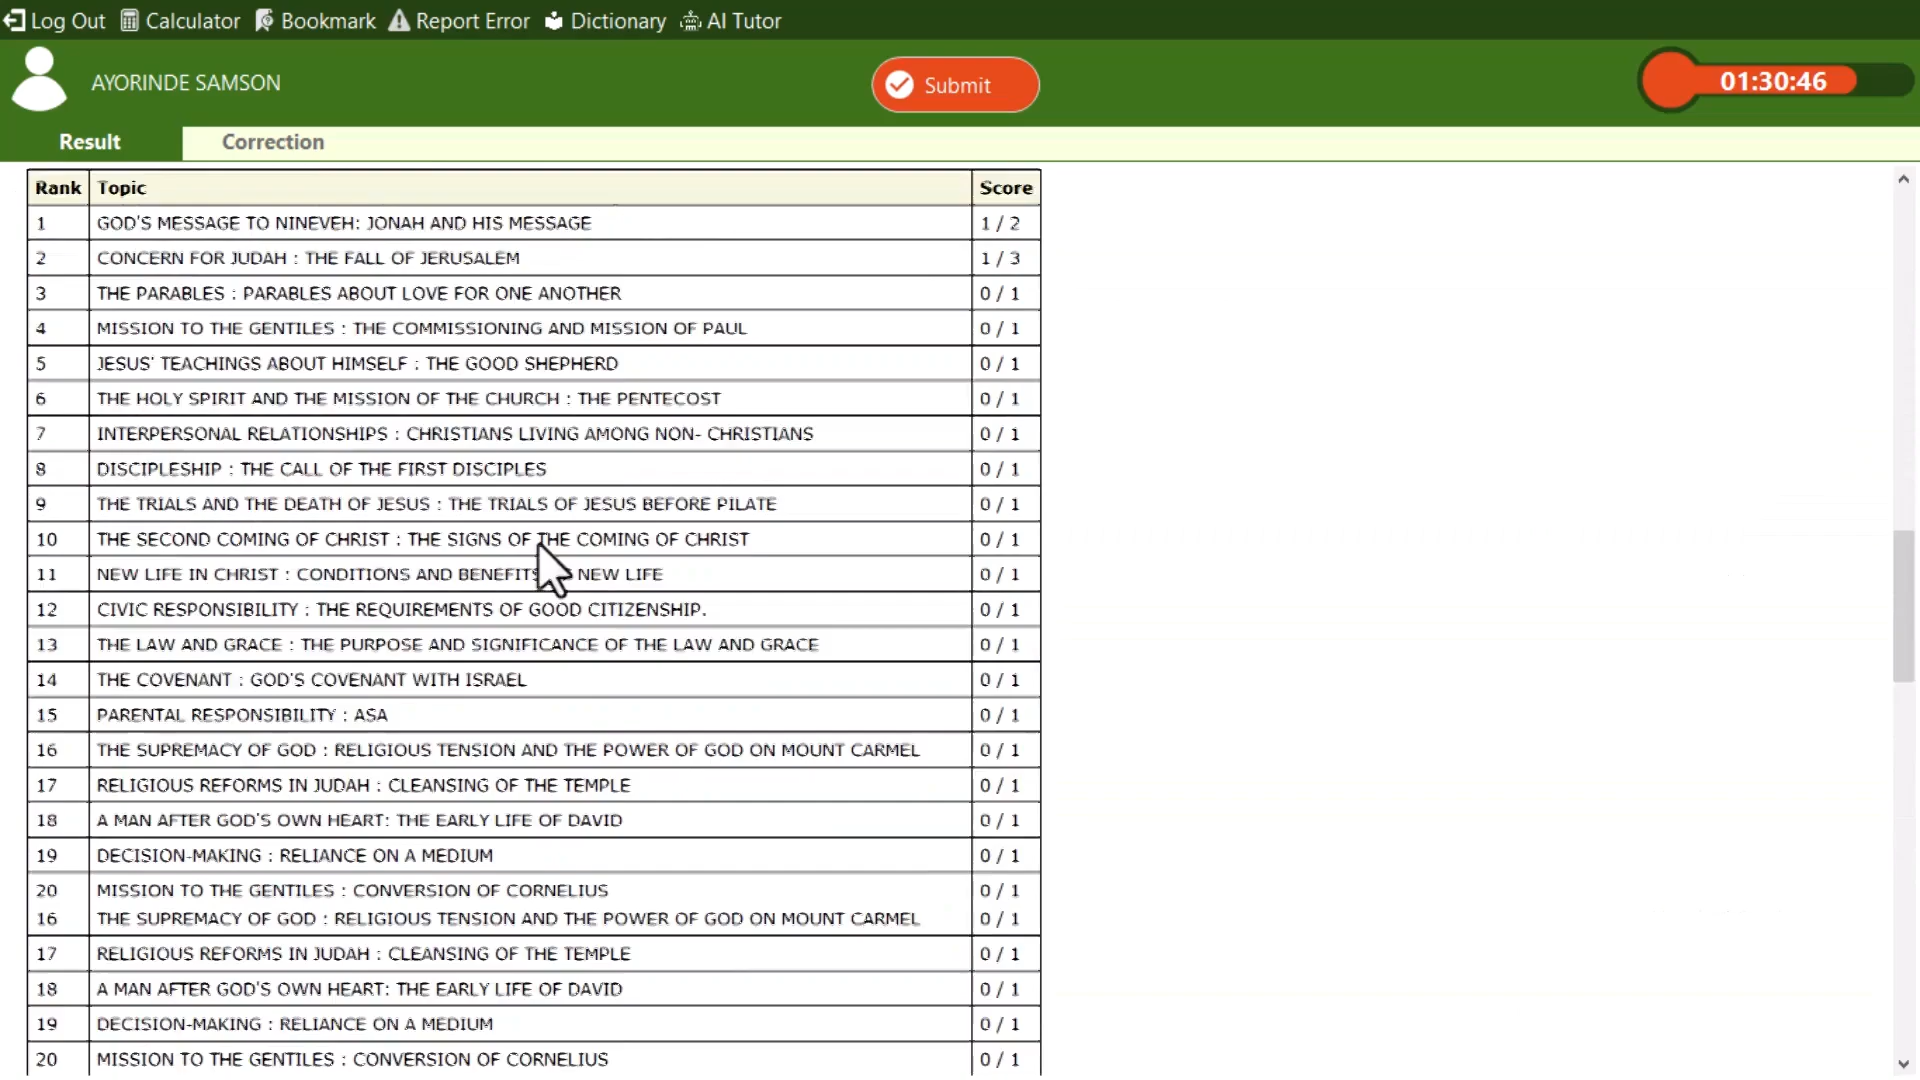 Log Out Calculator Bookmark Report Error Dictionary AI Tutor
AYORINDE SAMSON
Submit
01:30:46
Result Correction
Rank Topic Score
1 GOD'S MESSAGE TO NINEVEH: JONAH AND HIS MESSAGE 1 / 2
2 CONCERN FOR JUDAH : THE FALL OF JERUSALEM 1 / 3
3 THE PARABLES : PARABLES ABOUT LOVE FOR ONE ANOTHER 0 / 1
4 MISSION TO THE GENTILES : THE COMMISSIONING AND MISSION OF PAUL 0 / 1
5 JESUS' TEACHINGS ABOUT HIMSELF : THE GOOD SHEPHERD 0 / 1
6 THE HOLY SPIRIT AND THE MISSION OF THE CHURCH : THE PENTECOST 0 / 1
7 INTERPERSONAL RELATIONSHIPS : CHRISTIANS LIVING AMONG NON- CHRISTIANS 0 / 1
8 DISCIPLESHIP : THE CALL OF THE FIRST DISCIPLES 0 / 1
9 THE TRIALS AND THE DEATH OF JESUS : THE TRIALS OF JESUS BEFORE PILATE 0 / 1
10 THE SECOND COMING OF CHRIST : THE SIGNS OF THE COMING OF CHRIST 0 / 1
11 NEW LIFE IN CHRIST : CONDITIONS AND BENEFITS NEW LIFE 0 / 1
12 CIVIC RESPONSIBILITY : THE REQUIREMENTS OF GOOD CITIZENSHIP. 0 / 1
13 THE LAW AND GRACE : THE PURPOSE AND SIGNIFICANCE OF THE LAW AND GRACE 0 / 1
14 THE COVENANT : GOD'S COVENANT WITH ISRAEL 0 / 1
15 PARENTAL RESPONSIBILITY : ASA 0 / 1
16 THE SUPREMACY OF GOD : RELIGIOUS TENSION AND THE POWER OF GOD ON MOUNT CARMEL 0 / 1
17 RELIGIOUS REFORMS IN JUDAH : CLEANSING OF THE TEMPLE 0 / 1
18 A MAN AFTER GOD'S OWN HEART: THE EARLY LIFE OF DAVID 0 / 1
19 DECISION-MAKING : RELIANCE ON A MEDIUM 0 / 1
20 MISSION TO THE GENTILES : CONVERSION OF CORNELIUS 0 / 1
16 THE SUPREMACY OF GOD : RELIGIOUS TENSION AND THE POWER OF GOD ON MOUNT CARMEL 0 / 1
17 RELIGIOUS REFORMS IN JUDAH : CLEANSING OF THE TEMPLE 0 / 1
18 A MAN AFTER GOD'S OWN HEART: THE EARLY LIFE OF DAVID 0 / 1
19 DECISION-MAKING : RELIANCE ON A MEDIUM 0 / 1
20 MISSION TO THE GENTILES : CONVERSION OF CORNELIUS 0 / 1